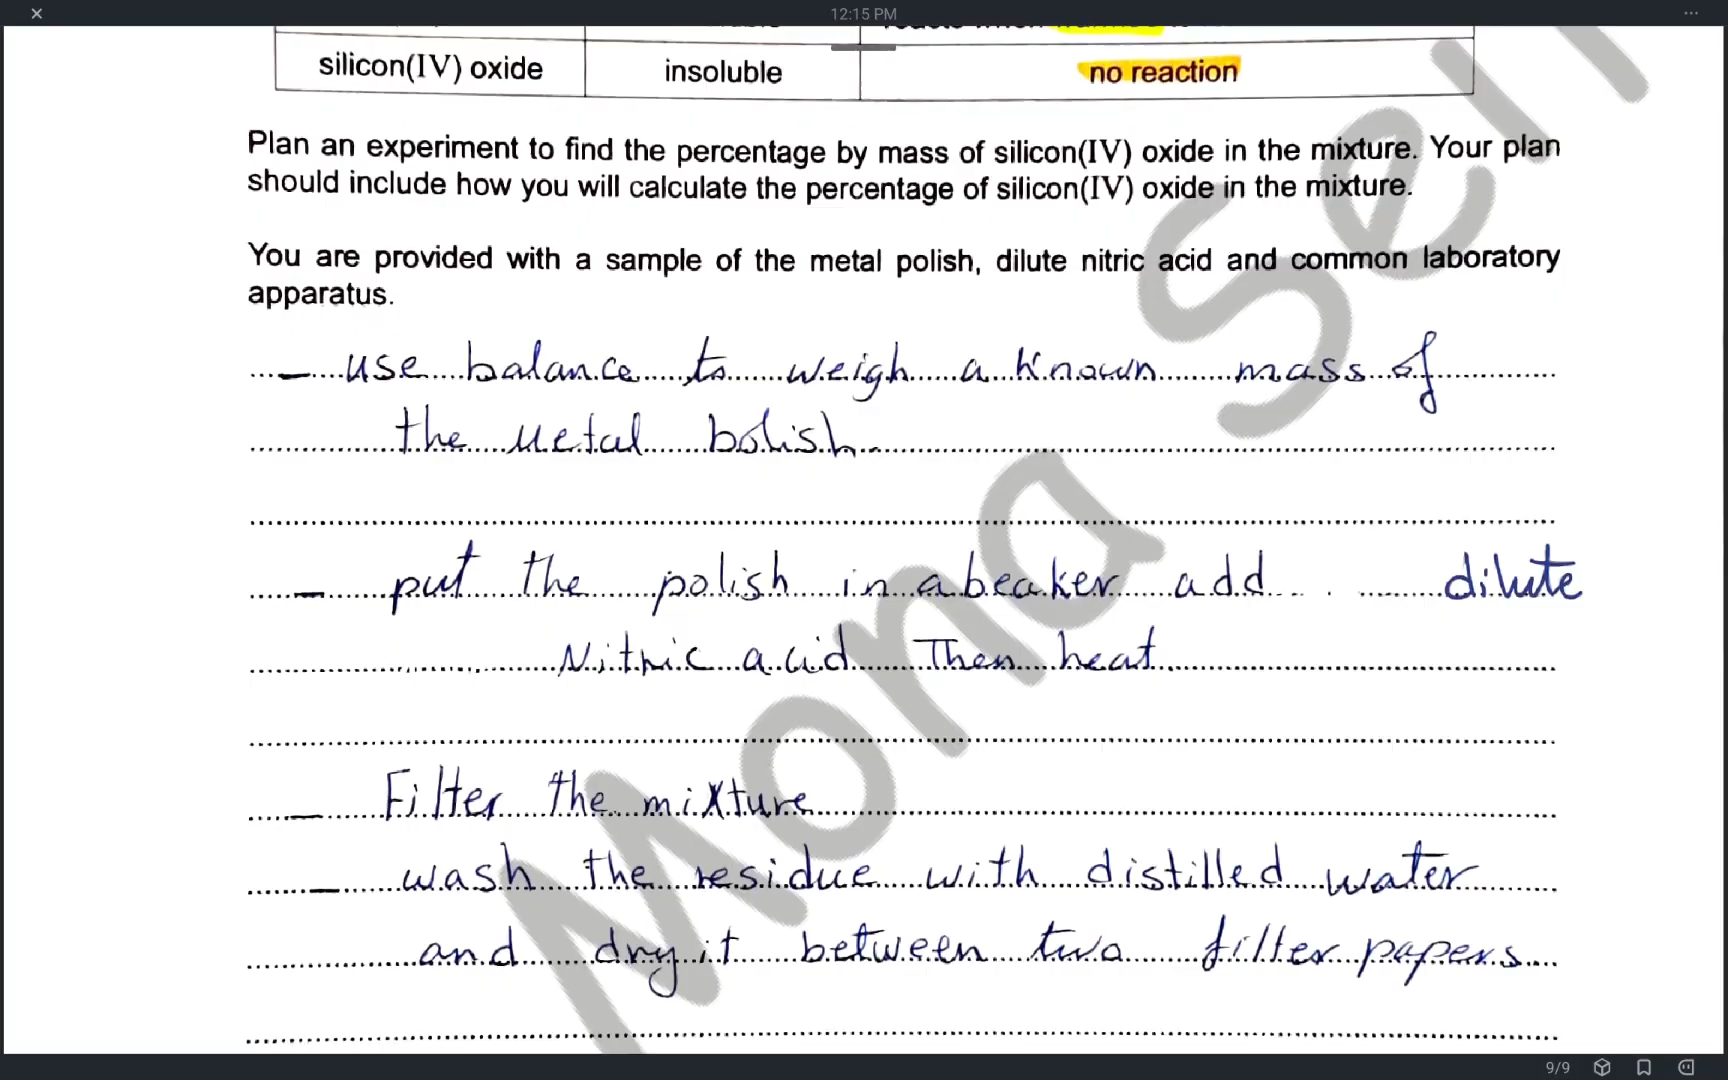 12:15 PM
silicon(IV) oxide insoluble no reaction
Plan an experiment to find the percentage by mass of silicon(IV) oxide in the mixture. Your plan
should include how you will calculate the percentage of silicon(IV) oxide in the mixture.
You are provided with a sample of the metal polish, dilute nitric acid and common laboratory
apparatus.
– use balance to weigh a known mass of
the metal bolish
– put the polish in a beaker add dilute
Nitric acid Then heat
– Filter the mixture
– wash the residue with distilled water
and dry it between two filter papers
Mona Sei
9/9